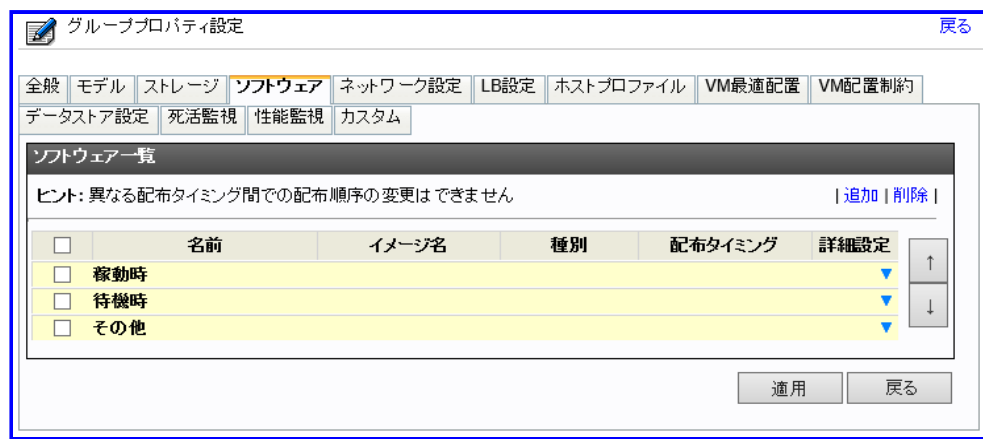 グループプロパティ設定 戻る
全般 モデル ストレージ ソフトウェア ネットワーク設定 LB設定 ホストプロファイル VM最適配置 VM配置制約
データストア設定 死活監視 性能監視 カスタム
ソフトウェア一覧
ヒント: 異なる配布タイミング間での配布順序の変更はできません | 追加 | 削除 |
名前 イメージ名 種別 配布タイミング 詳細設定
稼動時
待機時
その他
↑
↓
適用 戻る